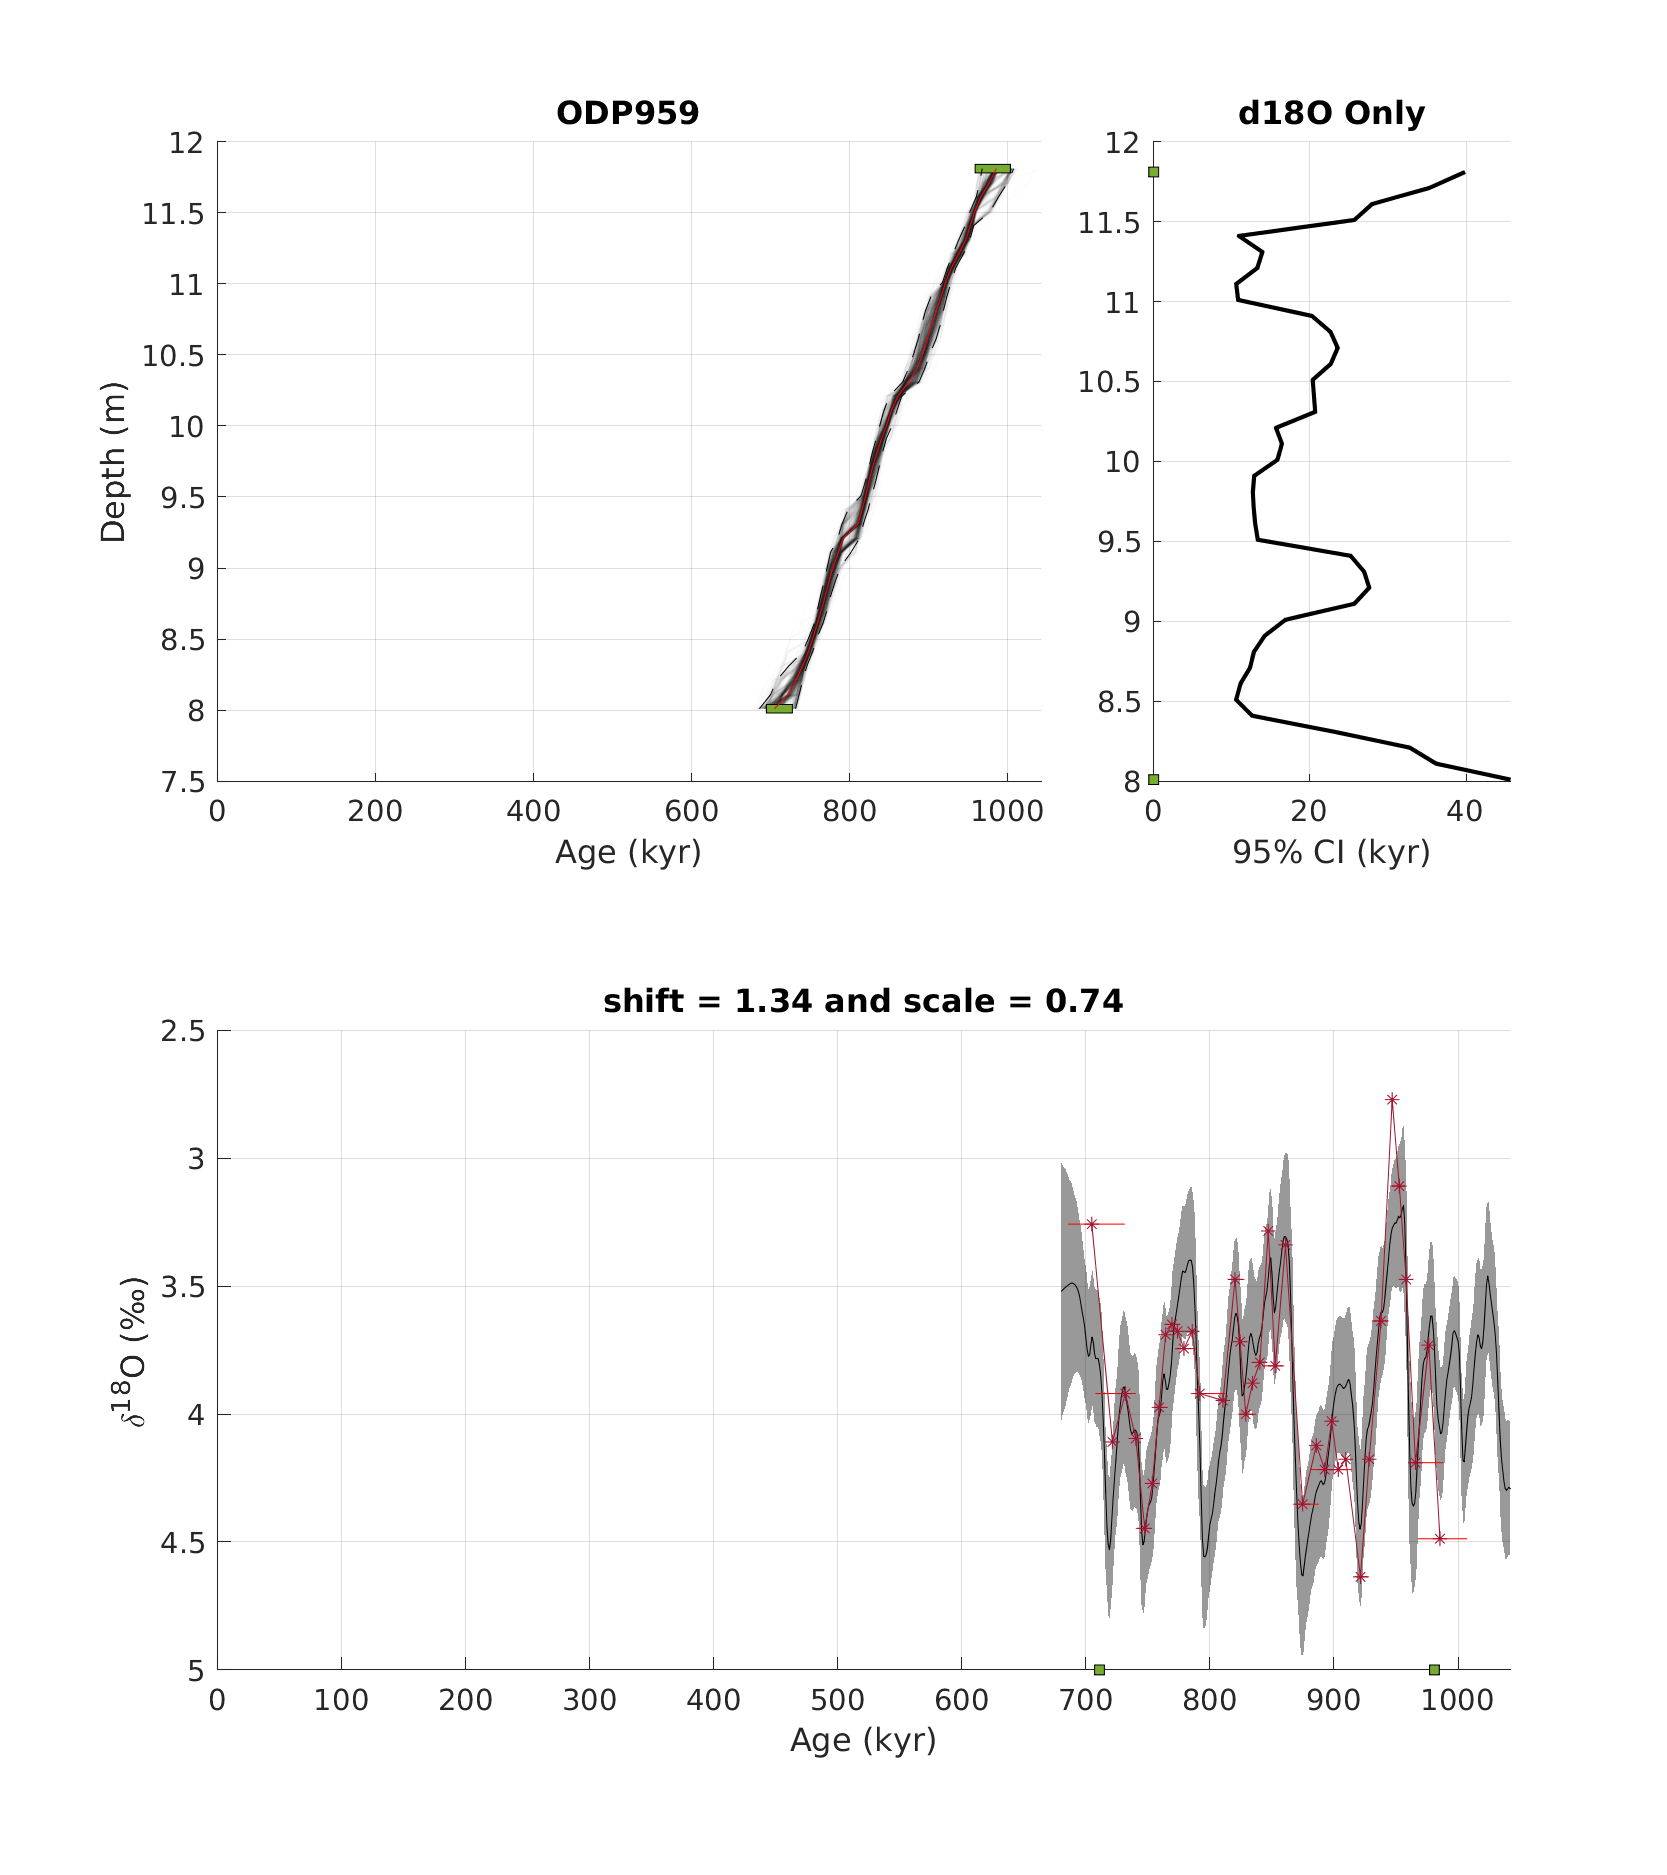 ODP959
12
11.5
11
10.5
10
9.5
9
8.5
8
7.5
Depth (m)
0 200 400 600 800 1000
Age (kyr)
d18O Only
12
11.5
11
10.5
10
9.5
9
8.5
8
0 20 40
95% CI (kyr)
shift = 1.34 and scale = 0.74
2.5
3
3.5
4
4.5
5
δ¹⁸O (‰)
0 100 200 300 400 500 600 700 800 900 1000
Age (kyr)